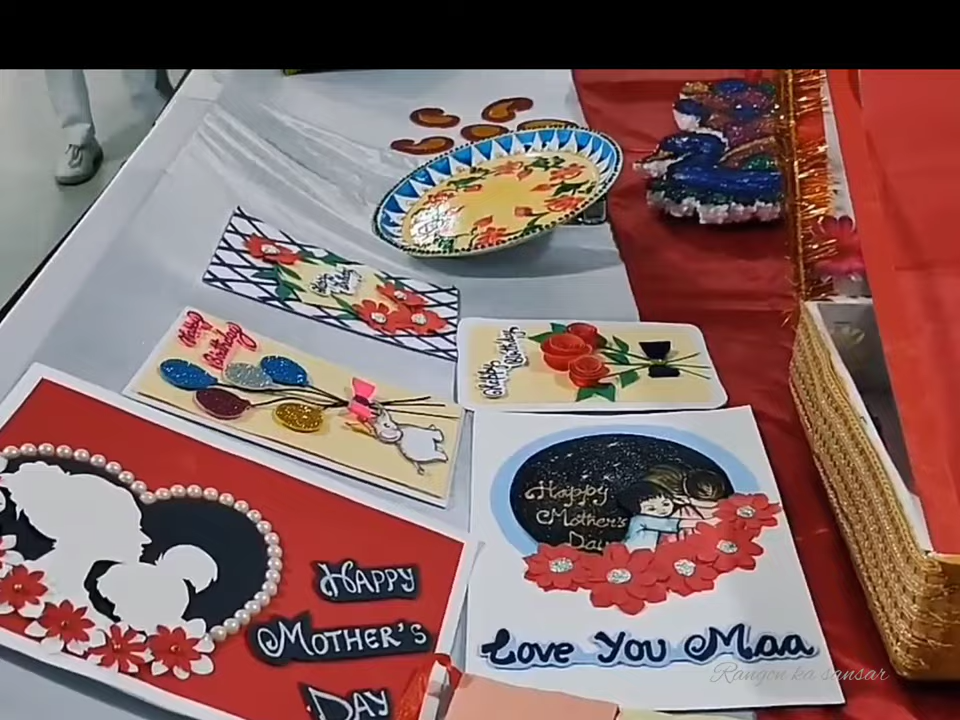 Happy
Birthday
Happy
Birthday
HAPPY
MOTHER'S
DAY
Happy
Mother's
Day
Love You Maa
Rangon ka sansar